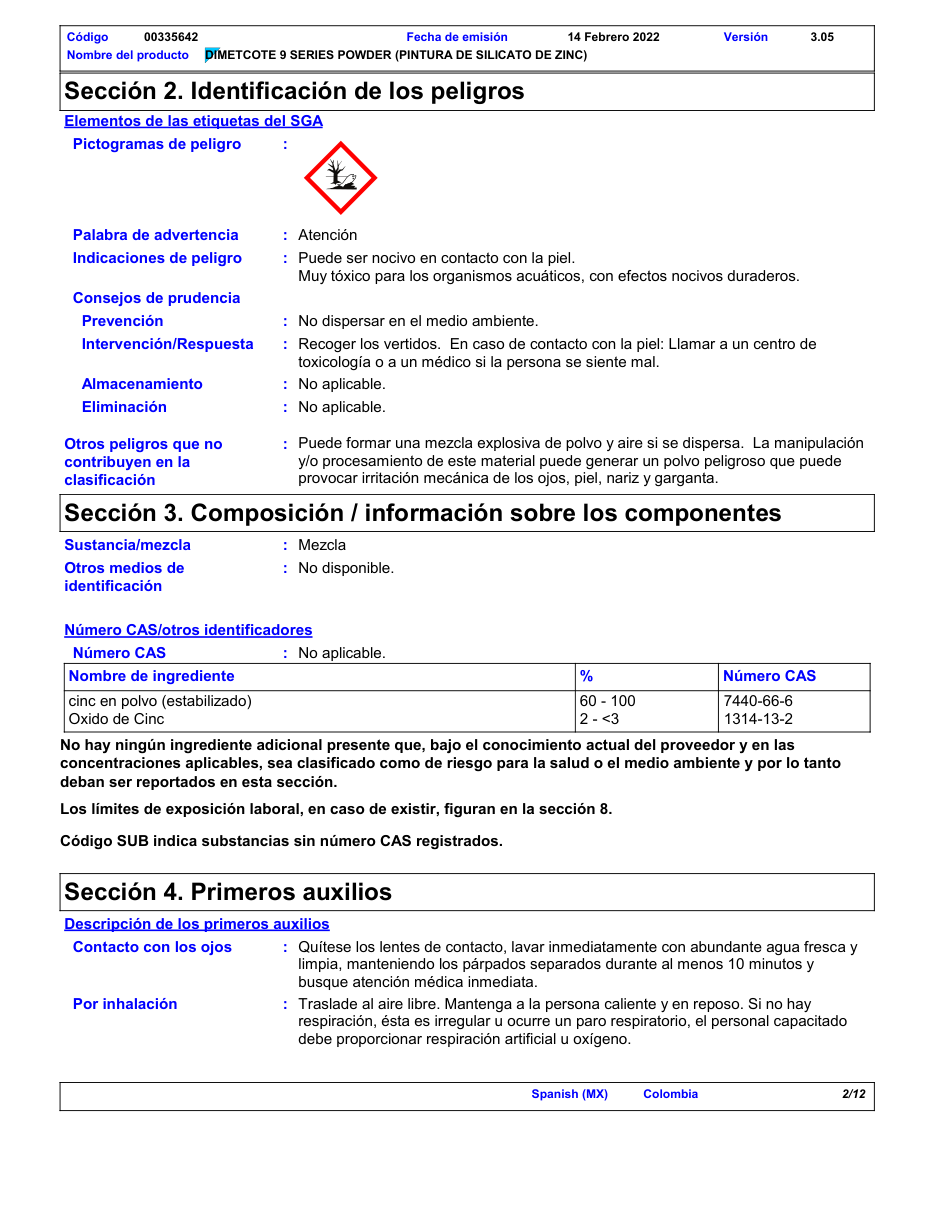 Código 00335642 Fecha de emisión 14 Febrero 2022 Versión 3.05
Nombre del producto DIMETCOTE 9 SERIES POWDER (PINTURA DE SILICATO DE ZINC)
Sección 2. Identificación de los peligros
Elementos de las etiquetas del SGA
Pictogramas de peligro :
Palabra de advertencia : Atención
Indicaciones de peligro : Puede ser nocivo en contacto con la piel.
Muy tóxico para los organismos acuáticos, con efectos nocivos duraderos.
Consejos de prudencia
Prevención : No dispersar en el medio ambiente.
Intervención/Respuesta : Recoger los vertidos. En caso de contacto con la piel: Llamar a un centro de
toxicología o a un médico si la persona se siente mal.
Almacenamiento : No aplicable.
Eliminación : No aplicable.
Otros peligros que no : Puede formar una mezcla explosiva de polvo y aire si se dispersa. La manipulación
contribuyen en la y/o procesamiento de este material puede generar un polvo peligroso que puede
clasificación provocar irritación mecánica de los ojos, piel, nariz y garganta.
Sección 3. Composición / información sobre los componentes
Sustancia/mezcla : Mezcla
Otros medios de : No disponible.
identificación
Número CAS/otros identificadores
Número CAS : No aplicable.
Nombre de ingrediente % Número CAS
cinc en polvo (estabilizado) 60 - 100 7440-66-6
Oxido de Cinc 2 - <3 1314-13-2
No hay ningún ingrediente adicional presente que, bajo el conocimiento actual del proveedor y en las
concentraciones aplicables, sea clasificado como de riesgo para la salud o el medio ambiente y por lo tanto
deban ser reportados en esta sección.
Los límites de exposición laboral, en caso de existir, figuran en la sección 8.
Código SUB indica substancias sin número CAS registrados.
Sección 4. Primeros auxilios
Descripción de los primeros auxilios
Contacto con los ojos : Quítese los lentes de contacto, lavar inmediatamente con abundante agua fresca y
limpia, manteniendo los párpados separados durante al menos 10 minutos y
busque atención médica inmediata.
Por inhalación : Traslade al aire libre. Mantenga a la persona caliente y en reposo. Si no hay
respiración, ésta es irregular u ocurre un paro respiratorio, el personal capacitado
debe proporcionar respiración artificial u oxígeno.
Spanish (MX) Colombia 2/12